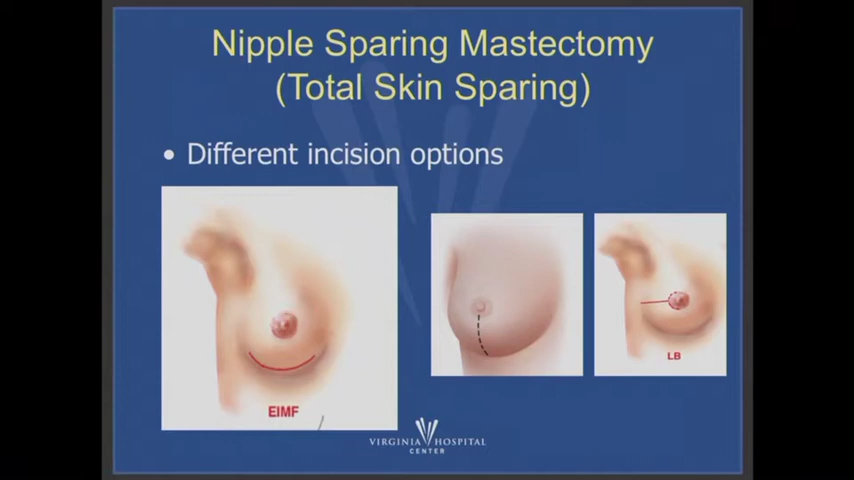 Nipple Sparing Mastectomy
(Total Skin Sparing)
• Different incision options
EIMF
LB
VIRGINIA HOSPITAL
CENTER